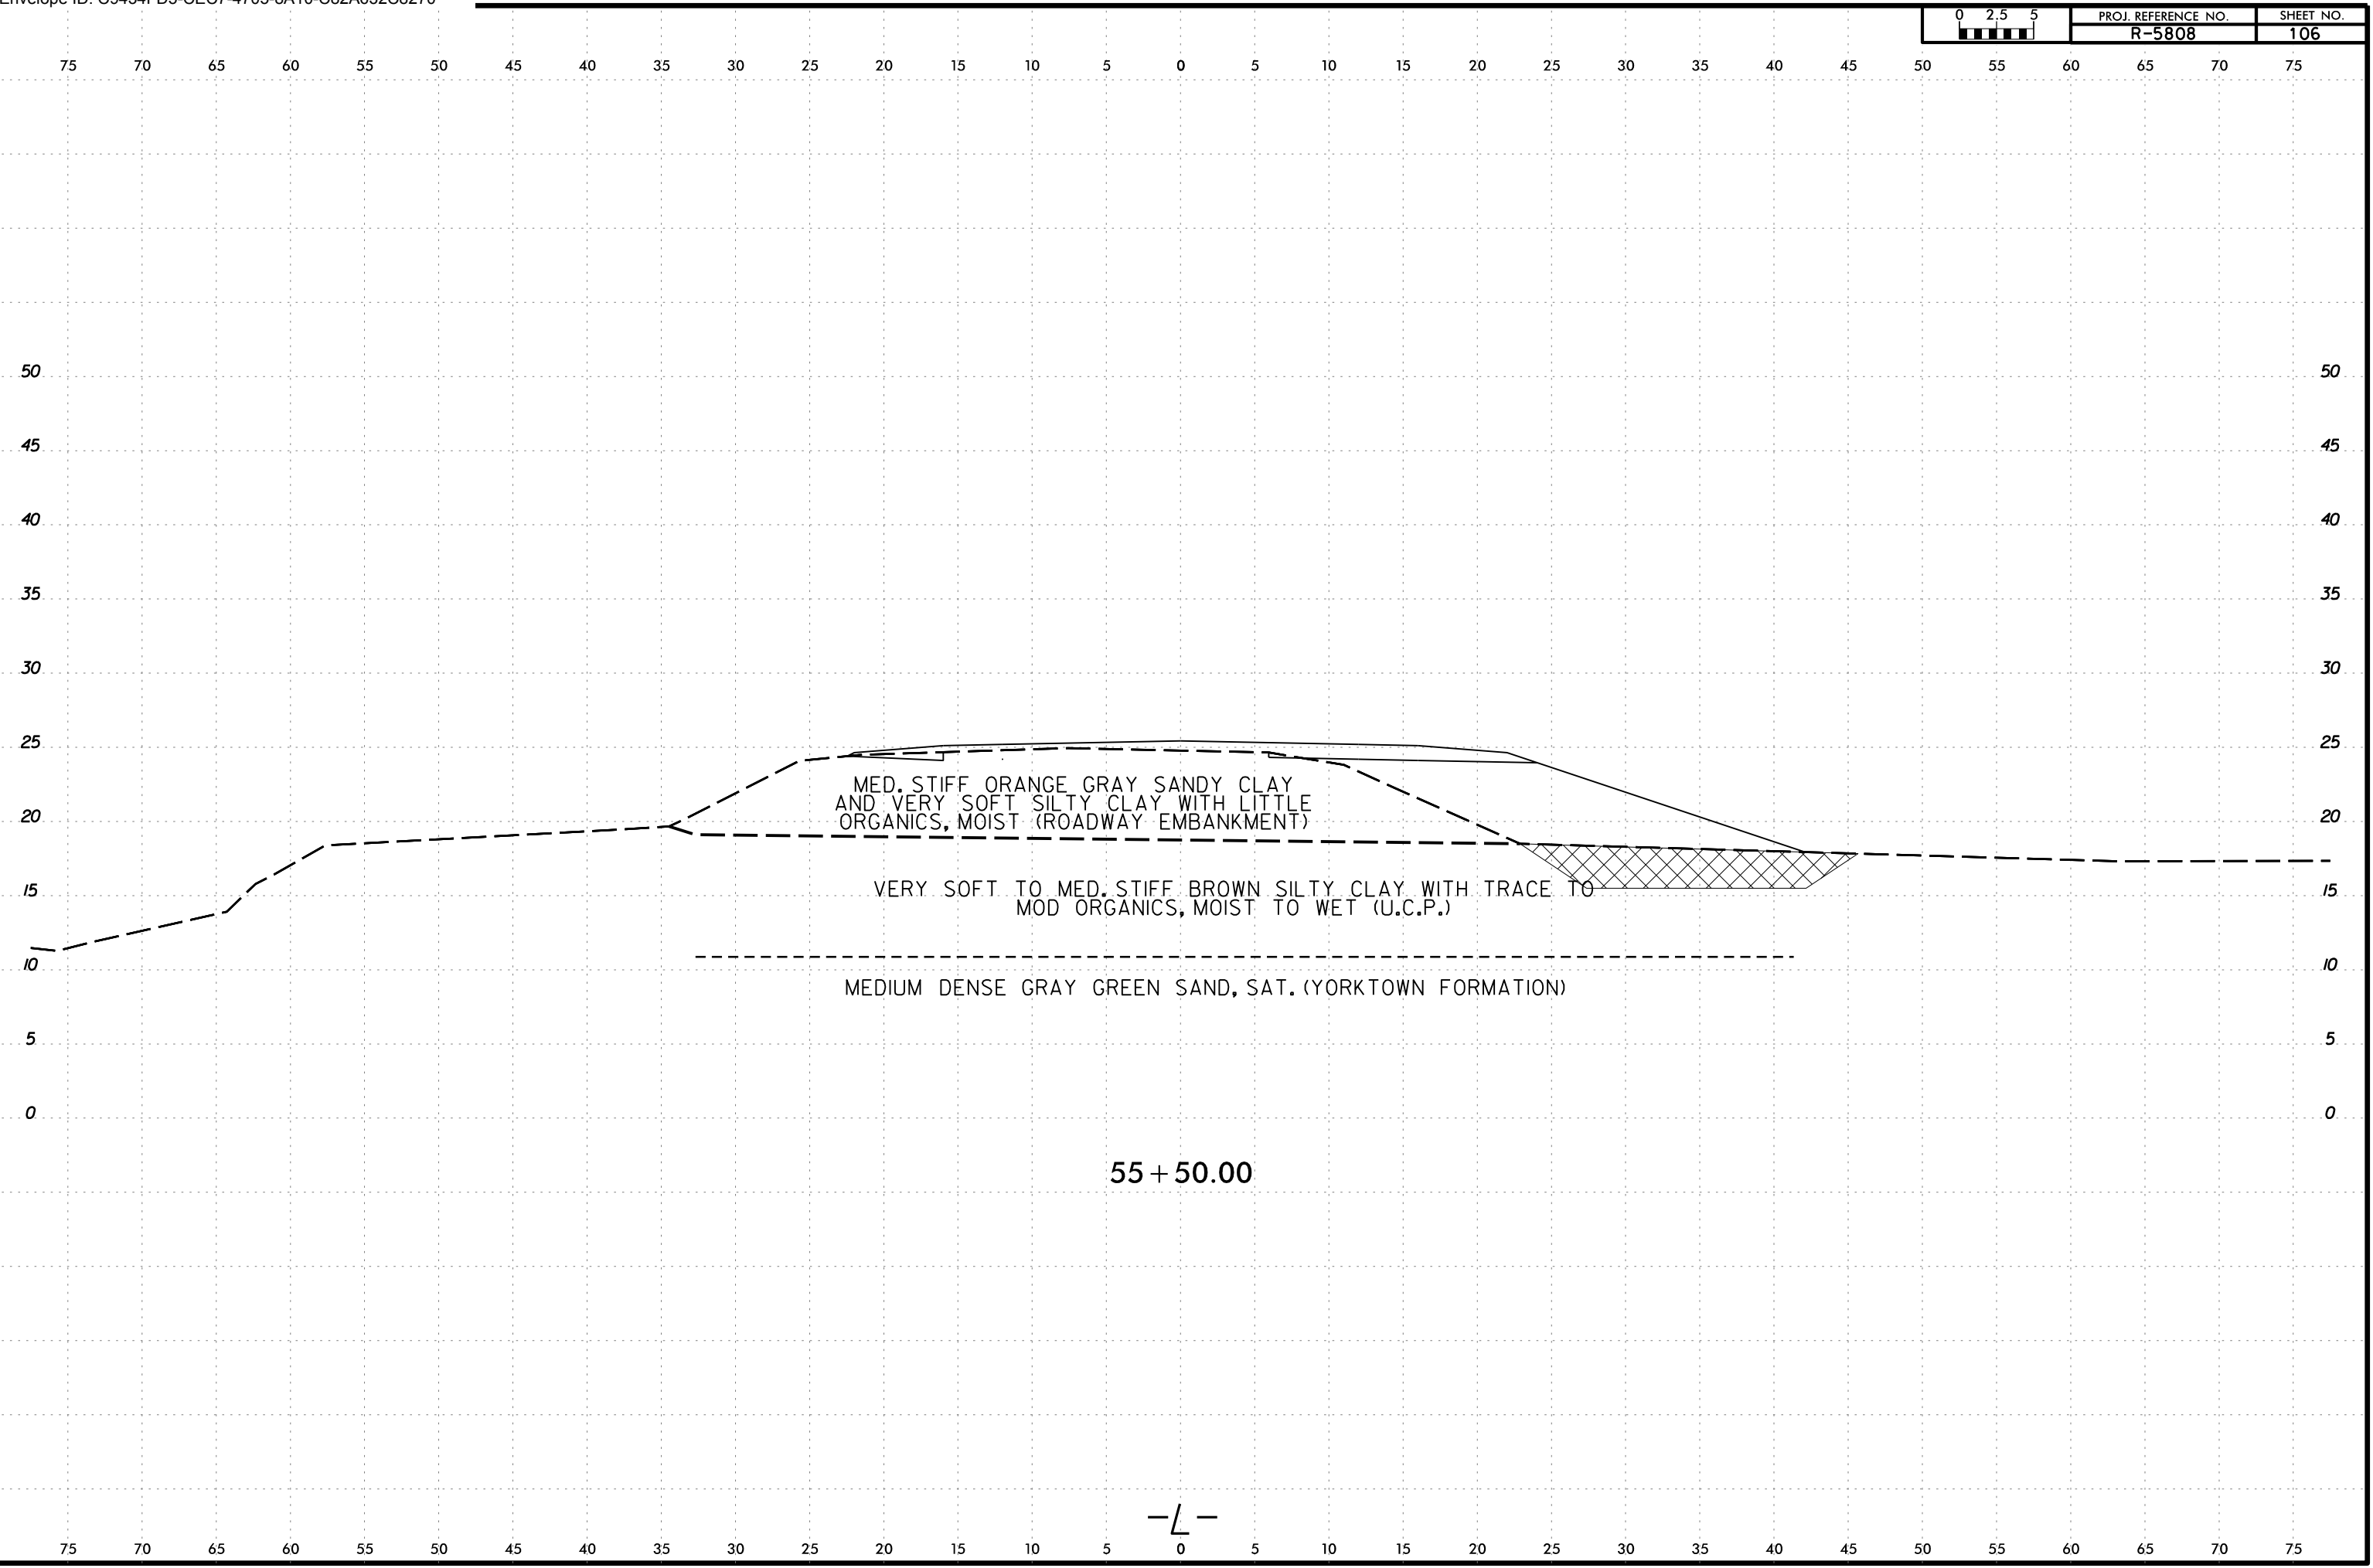 0 2.5 5
PROJ. REFERENCE NO.
SHEET NO.
R-5808
106
75 70 65 60 55 50 45 40 35 30 25 20 15 10 5 0 5 10 15 20 25 30 35 40 45 50 55 60 65 70 75
50 50
45 45
40 40
35 35
30 30
25 25
20 20
15 15
10 10
5 5
0 0
MED. STIFF ORANGE GRAY SANDY CLAY
AND VERY SOFT SILTY CLAY WITH LITTLE
ORGANICS, MOIST (ROADWAY EMBANKMENT)
VERY SOFT TO MED. STIFF BROWN SILTY CLAY WITH TRACE TO
MOD ORGANICS, MOIST TO WET (U.C.P.)
MEDIUM DENSE GRAY GREEN SAND, SAT. (YORKTOWN FORMATION)
55+50.00
-L-
75 70 65 60 55 50 45 40 35 30 25 20 15 10 5 0 5 10 15 20 25 30 35 40 45 50 55 60 65 70 75